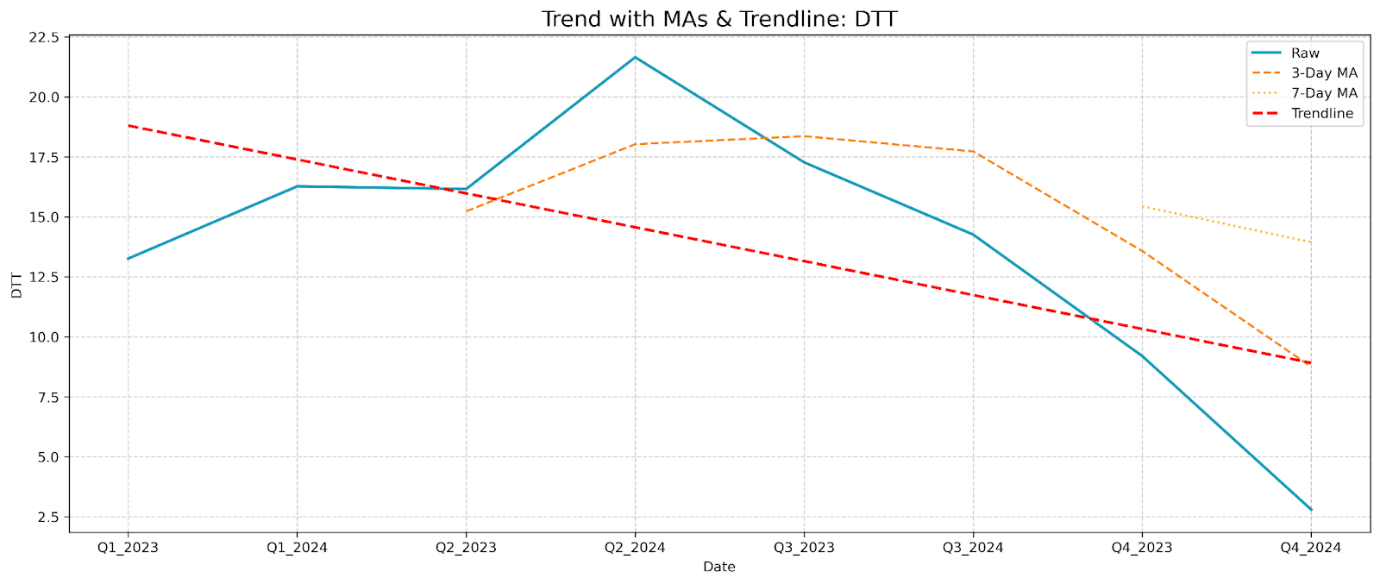 Trend with MAs & Trendline: DTT
22.5
20.0
17.5
15.0
12.5
10.0
7.5
5.0
2.5
DTT
Raw
3-Day MA
7-Day MA
Trendline
Q1_2023 Q1_2024 Q2_2023 Q2_2024 Q3_2023 Q3_2024 Q4_2023 Q4_2024
Date